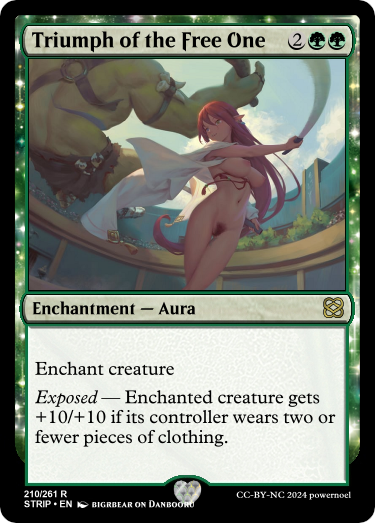 Triumph of the Free One 2
Enchantment — Aura
Enchant creature
Exposed — Enchanted creature gets
+10/+10 if its controller wears two or
fewer pieces of clothing.
210/261 R
STRIP • EN BIGRBEAR ON DANBOORU
CC-BY-NC 2024 powernoel